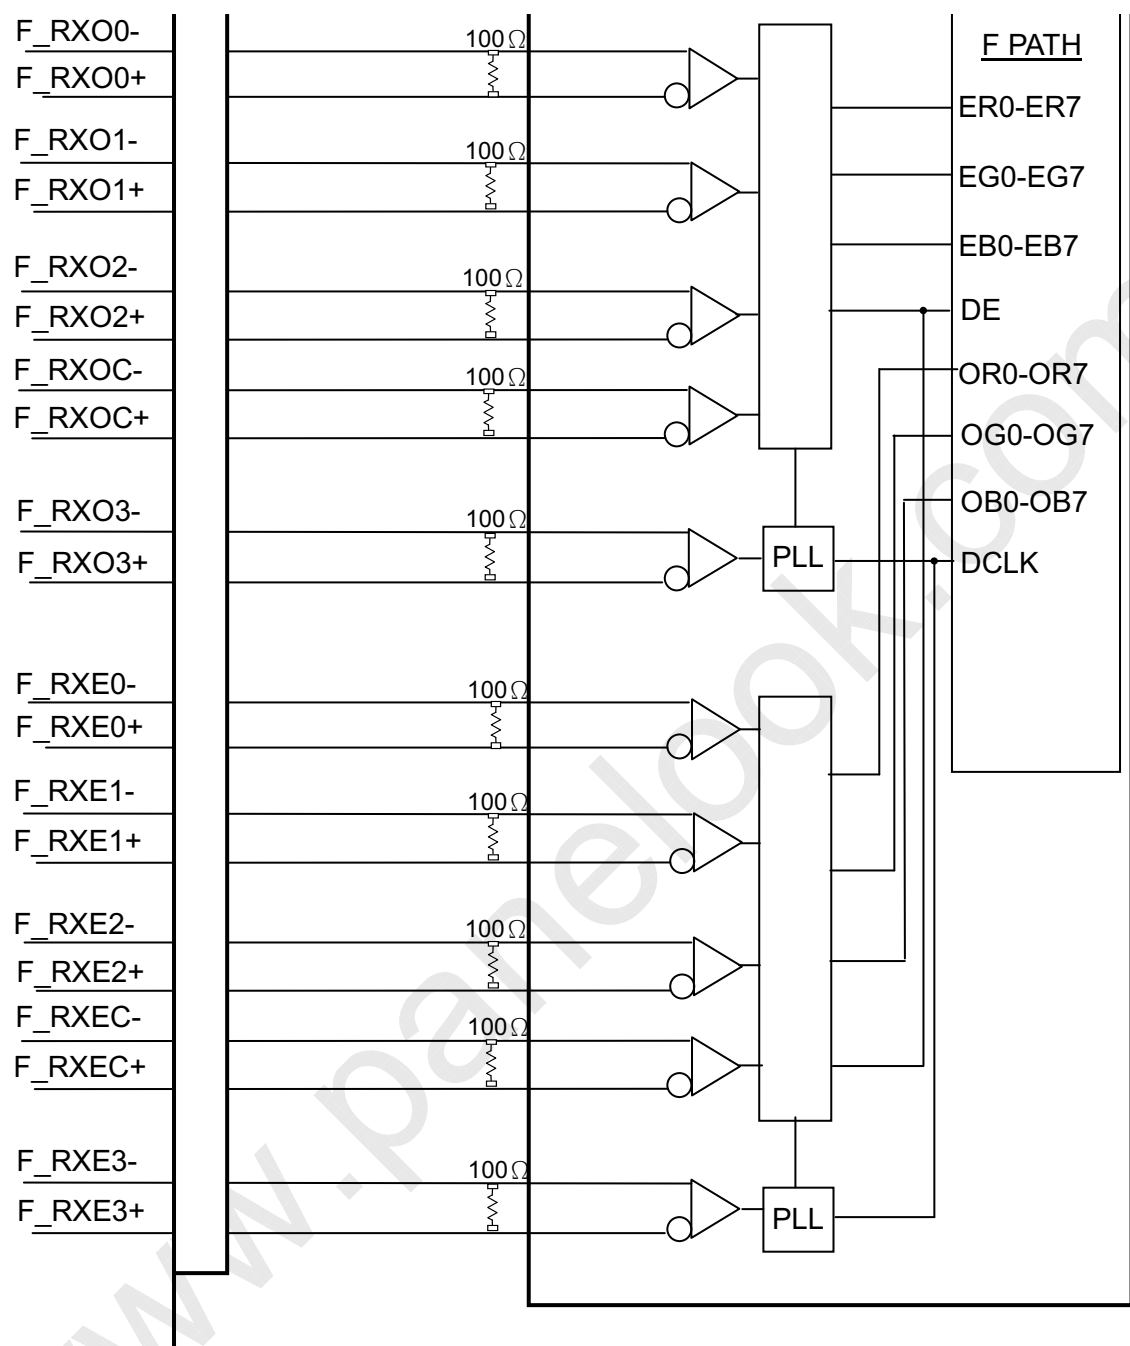 F_RXO0-
100Ω
F_RXO0+
F_RXO1-
100Ω
F_RXO1+
F_RXO2-
100Ω
F_RXO2+
F_RXOC-
100Ω
F_RXOC+
F_RXO3-
100Ω
F_RXO3+
PLL
F_RXE0-
100Ω
F_RXE0+
F_RXE1-
100Ω
F_RXE1+
F_RXE2-
100Ω
F_RXE2+
F_RXEC-
100Ω
F_RXEC+
F_RXE3-
100Ω
F_RXE3+
PLL
F PATH
ER0-ER7
EG0-EG7
EB0-EB7
DE
OR0-OR7
OG0-OG7
OB0-OB7
DCLK
www.panelook.com